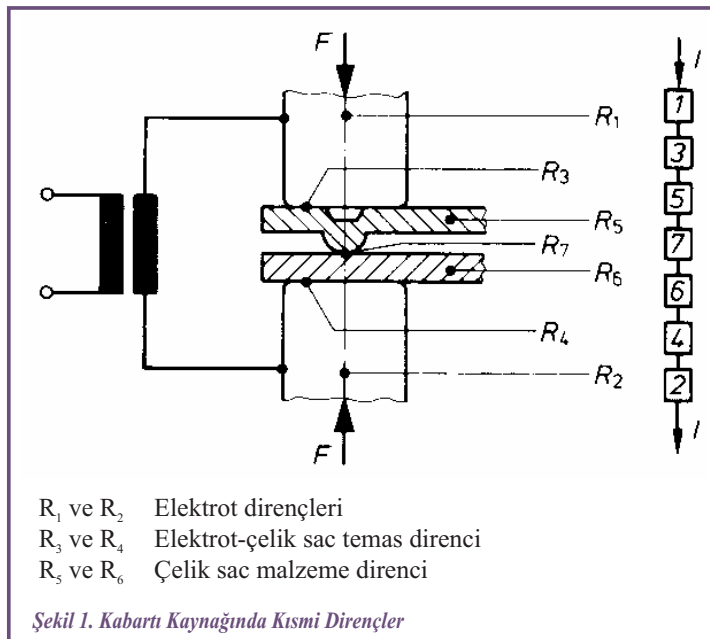 F
I
R₁
1
R₃
3
5
R₅
R₇
7
R₆
6
R₄
4
R₂
2
F
I
R₁ ve R₂ Elektrot dirençleri
R₃ ve R₄ Elektrot-çelik sac temas direnci
R₅ ve R₆ Çelik sac malzeme direnci
Şekil 1. Kabartı Kaynağında Kısmi Dirençler